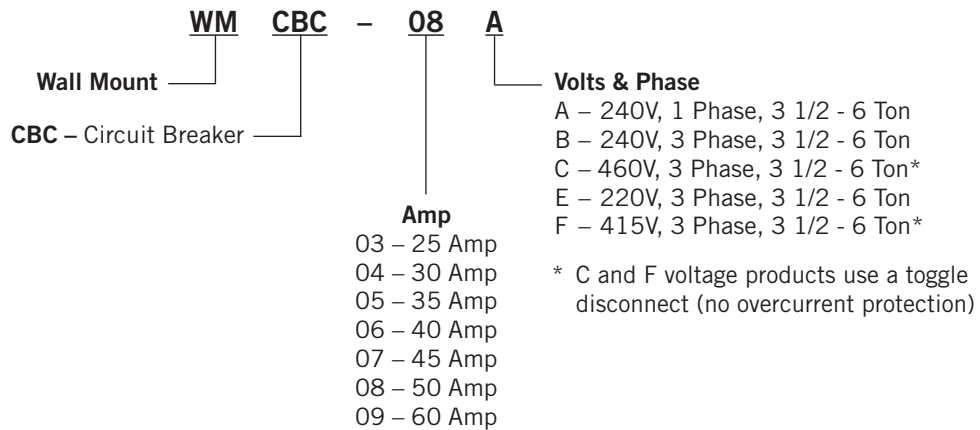 WM CBC – 08 A
Wall Mount
CBC – Circuit Breaker
Amp
03 – 25 Amp
04 – 30 Amp
05 – 35 Amp
06 – 40 Amp
07 – 45 Amp
08 – 50 Amp
09 – 60 Amp
Volts & Phase
A – 240V, 1 Phase, 3 1/2 - 6 Ton
B – 240V, 3 Phase, 3 1/2 - 6 Ton
C – 460V, 3 Phase, 3 1/2 - 6 Ton*
E – 220V, 3 Phase, 3 1/2 - 6 Ton
F – 415V, 3 Phase, 3 1/2 - 6 Ton*
* C and F voltage products use a toggle
disconnect (no overcurrent protection)